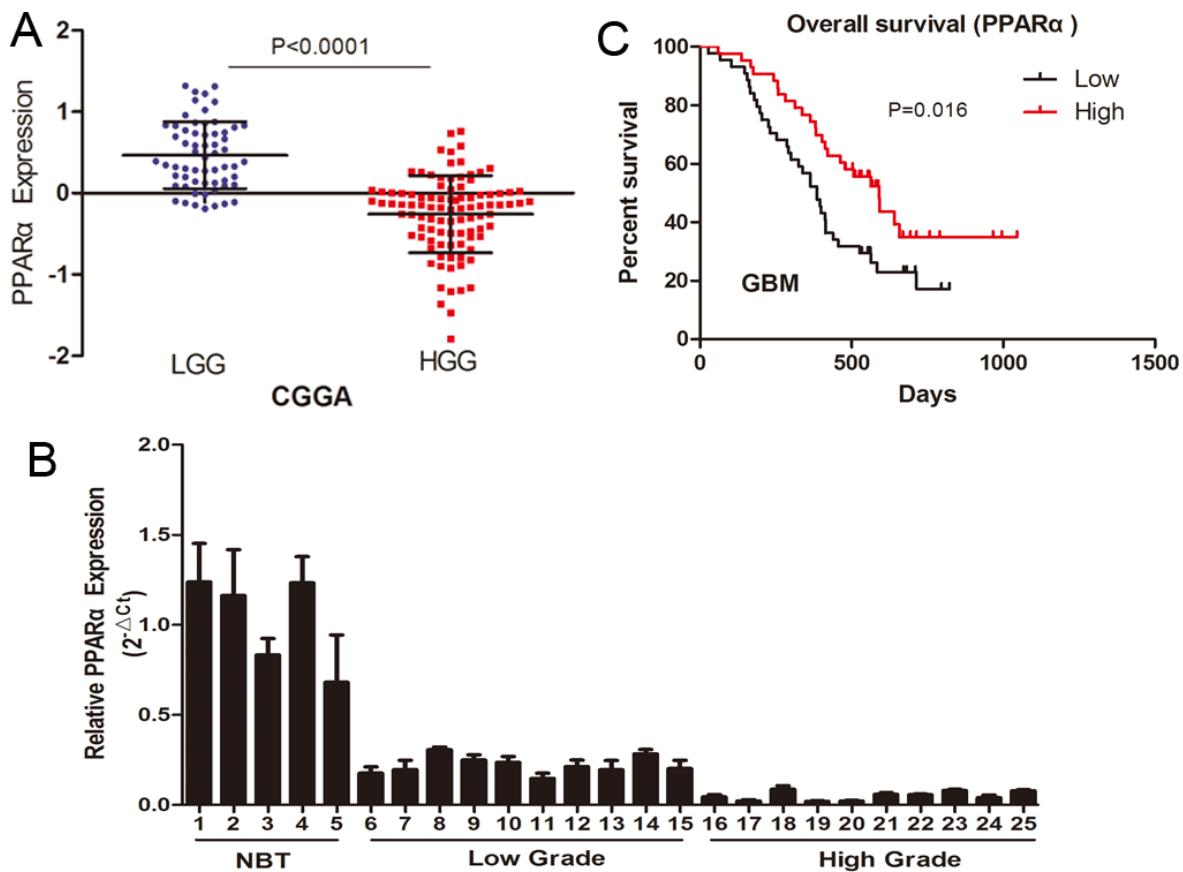 A
2
1
0
-1
-2
PPARα Expression
P<0.0001
LGG
HGG
CGGA
C
Overall survival (PPARα )
100
80
60
40
20
0
Percent survival
Low
High
P=0.016
GBM
0
500
1000
1500
Days
B
2.0
1.5
1.0
0.5
0.0
Relative PPARα Expression
(2-△Ct)
1 2 3 4 5 6 7 8 9 10 11 12 13 14 15 16 17 18 19 20 21 22 23 24 25
NBT
Low Grade
High Grade